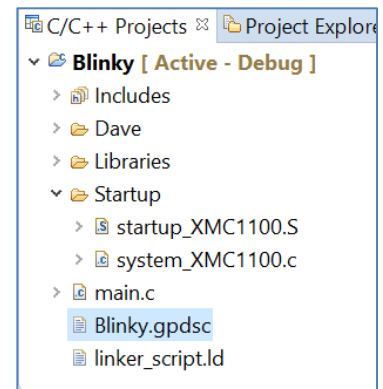 C/C++ Projects Project Explore
Blinky [ Active - Debug ]
Includes
Dave
Libraries
Startup
startup_XMC1100.S
system_XMC1100.c
main.c
Blinky.gpdsc
linker_script.ld